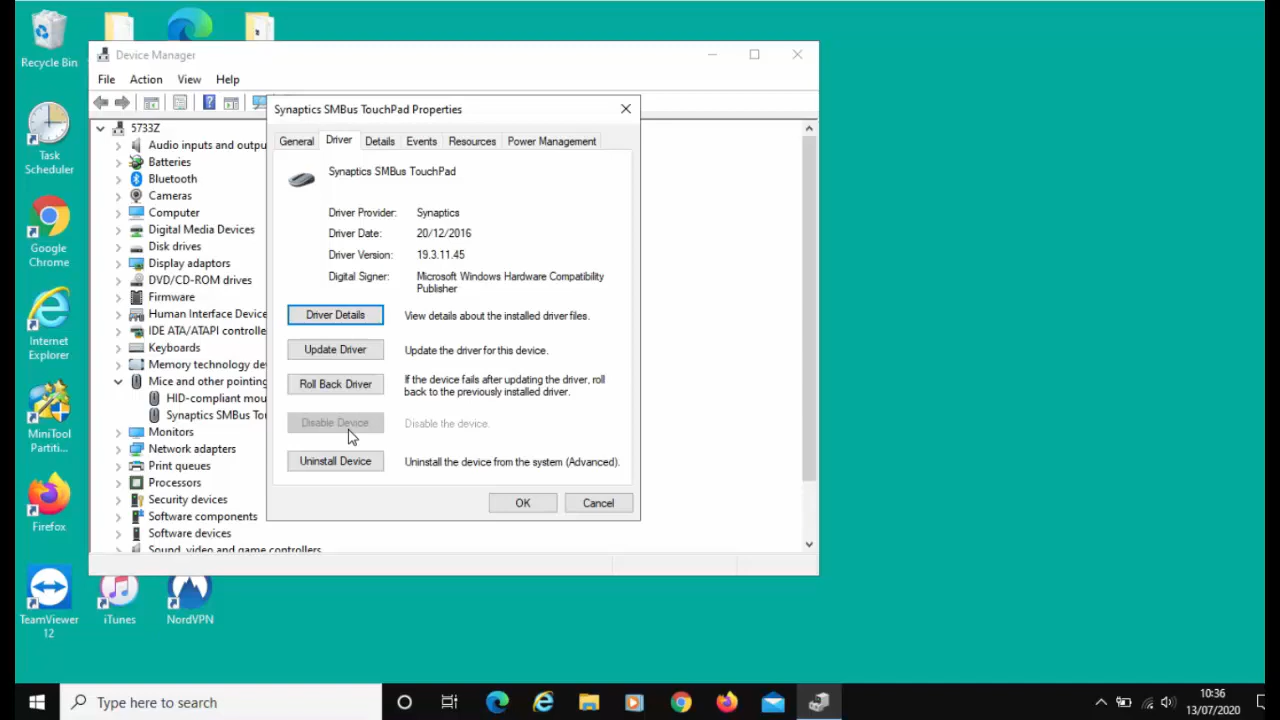 Recycle Bin
Task
Scheduler
Google
Chrome
Internet
Explorer
MiniTool
Partiti...
Firefox
TeamViewer
12
iTunes
NordVPN
Device Manager
File Action View Help
5733Z
Audio inputs and outpu
Batteries
Bluetooth
Cameras
Computer
Digital Media Devices
Disk drives
Display adaptors
DVD/CD-ROM drives
Firmware
Human Interface Device
IDE ATA/ATAPI controlle
Keyboards
Memory technology de
Mice and other pointing
HID-compliant mou
Synaptics SMBus To
Monitors
Network adapters
Print queues
Processors
Security devices
Software components
Software devices
Sound, video and game controllers
Synaptics SMBus TouchPad Properties
General Driver Details Events Resources Power Management
Synaptics SMBus TouchPad
Driver Provider: Synaptics
Driver Date: 20/12/2016
Driver Version: 19.3.11.45
Digital Signer: Microsoft Windows Hardware Compatibility
Publisher
Driver Details View details about the installed driver files.
Update Driver Update the driver for this device.
Roll Back Driver If the device fails after updating the driver, roll
back to the previously installed driver.
Disable Device Disable the device.
Uninstall Device Uninstall the device from the system (Advanced).
OK Cancel
Type here to search
10:36
13/07/2020